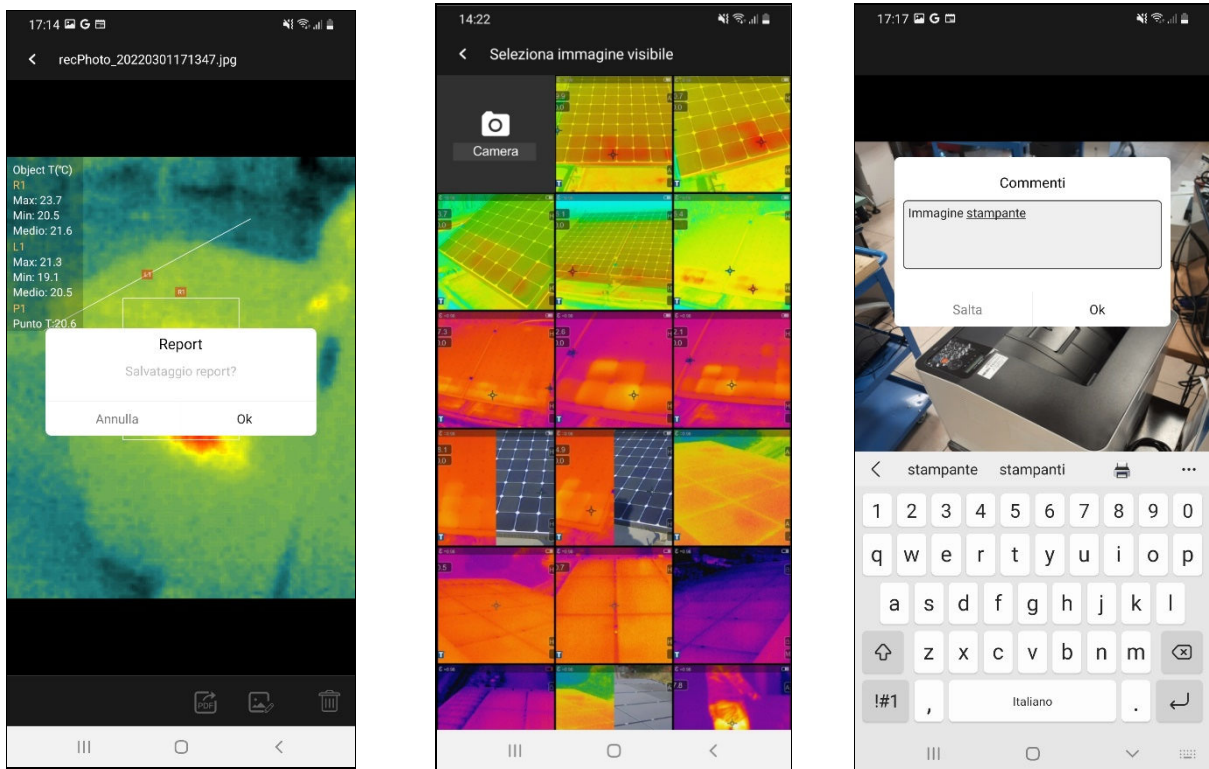 17:14 G
recPhoto_20220301171347.jpg
Object T(°C)
R1
Max: 23.7
Min: 20.5
Medio: 21.6
L1
Max: 21.3
Min: 19.1
Medio: 20.5
P1
Punto T:20.6
L1
R1
Report
Salvataggio report?
Annulla
Ok
PDF
14:22
Seleziona immagine visibile
Camera
17:17 G
Commenti
Immagine stampante
Salta
Ok
stampante stampanti
1 2 3 4 5 6 7 8 9 0
q w e r t y u i o p
a s d f g h j k l
z x c v b n m
!#1 , Italiano .